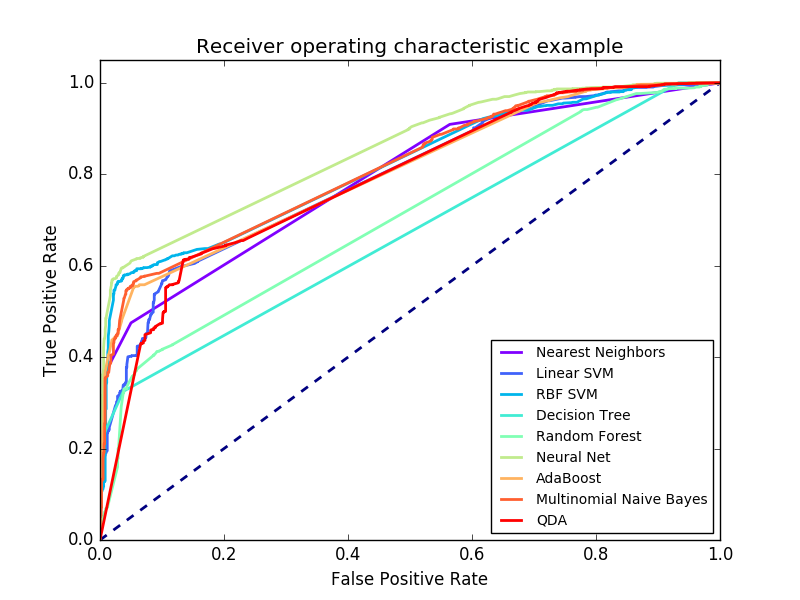 Receiver operating characteristic example
1.0
0.8
0.6
0.4
0.2
0.0
True Positive Rate
Nearest Neighbors
Linear SVM
RBF SVM
Decision Tree
Random Forest
Neural Net
AdaBoost
Multinomial Naive Bayes
QDA
0.0 0.2 0.4 0.6 0.8 1.0
False Positive Rate